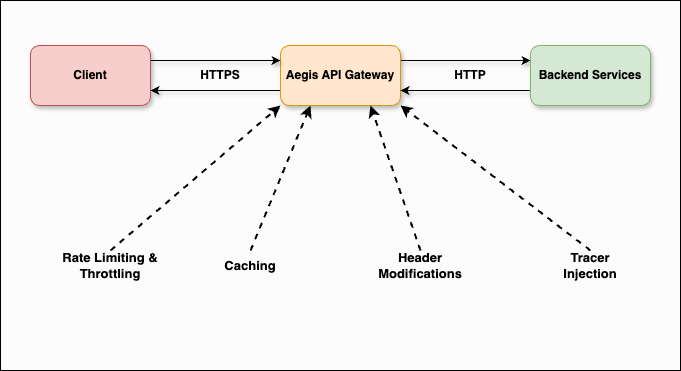 Client
HTTPS
Aegis API Gateway
HTTP
Backend Services
Rate Limiting &
Throttling
Caching
Header
Modifications
Tracer
Injection